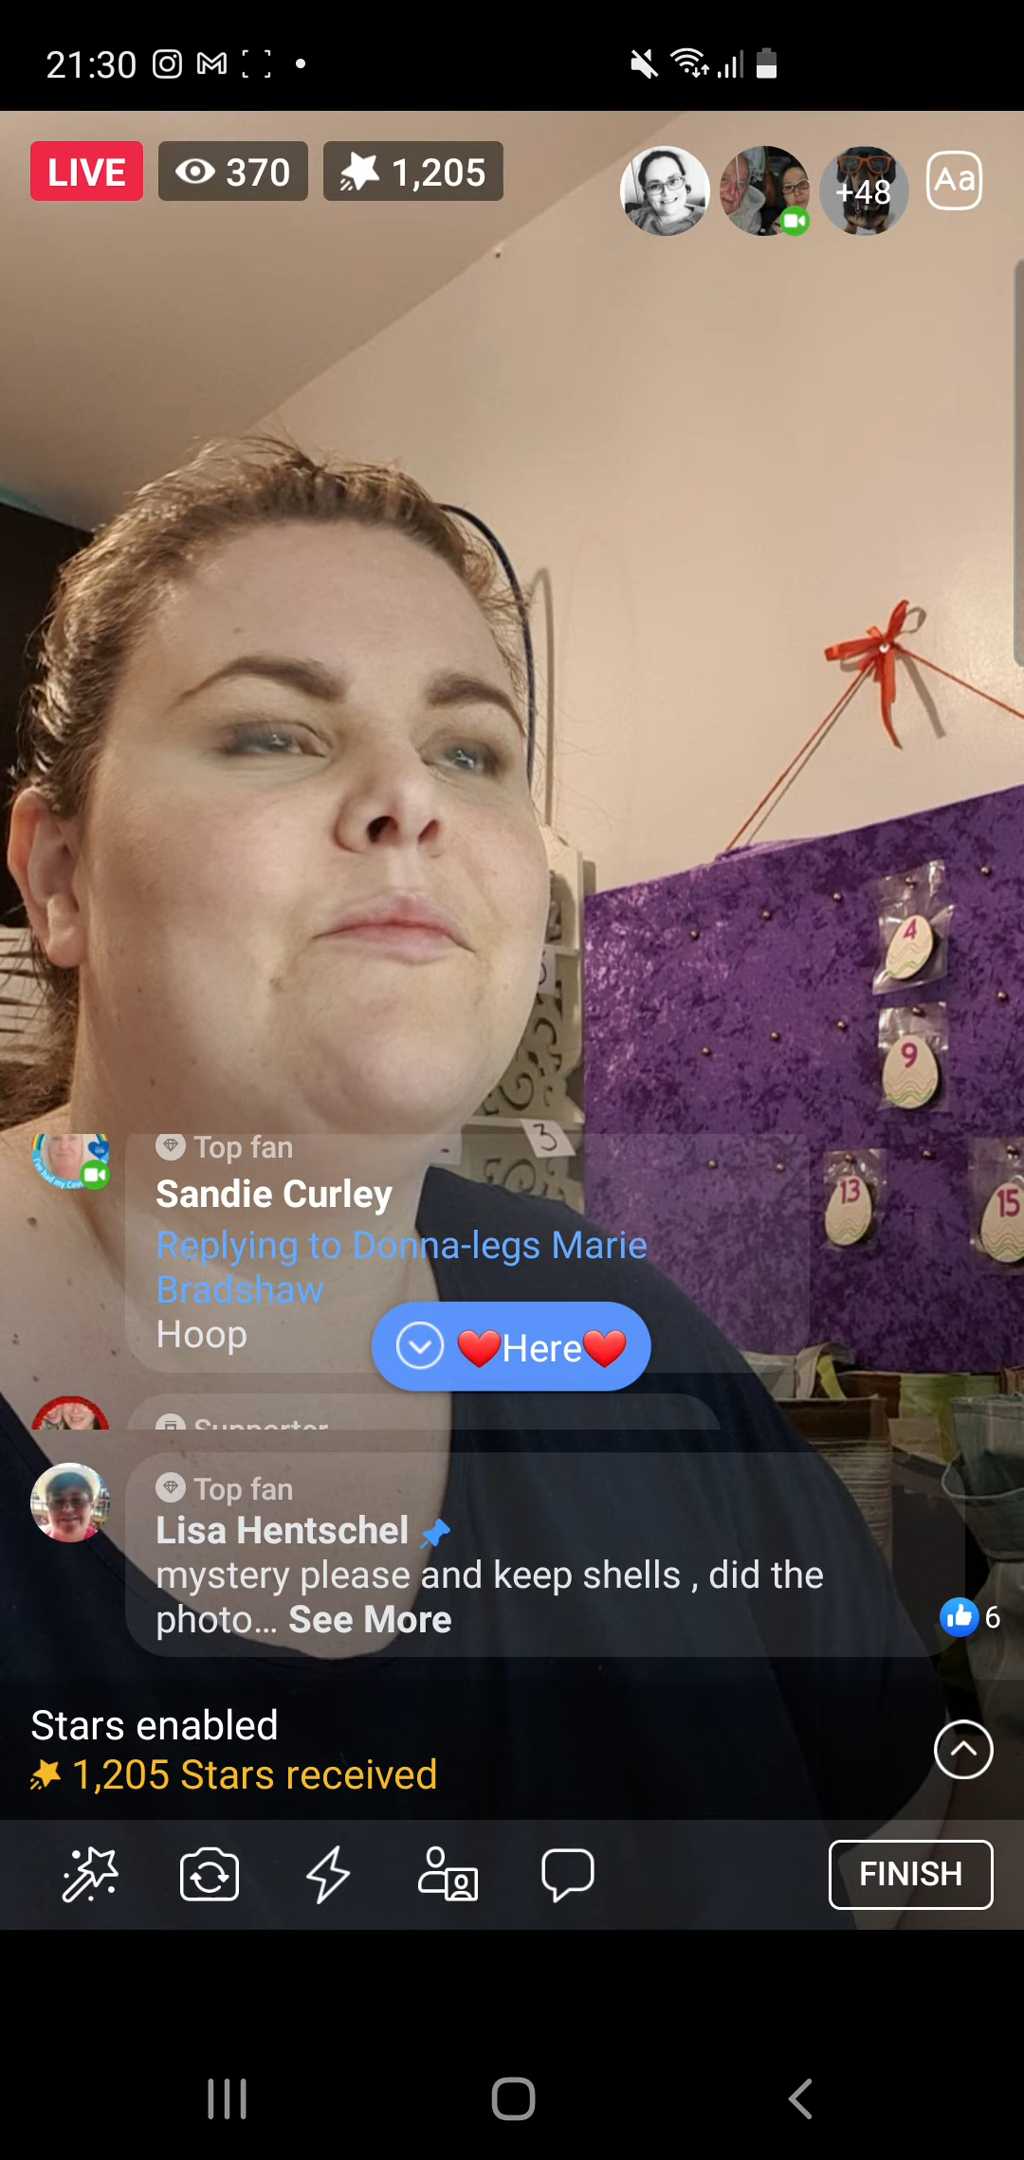 21:30
LIVE 370 1,205
+48 Aa
4
9
3
13
15
Top fan
Sandie Curley
Replying to Donna-legs Marie
Bradshaw
Hoop
❤️Here❤️
Supporter
Top fan
Lisa Hentschel
mystery please and keep shells , did the
photo... See More
6
Stars enabled
1,205 Stars received
FINISH